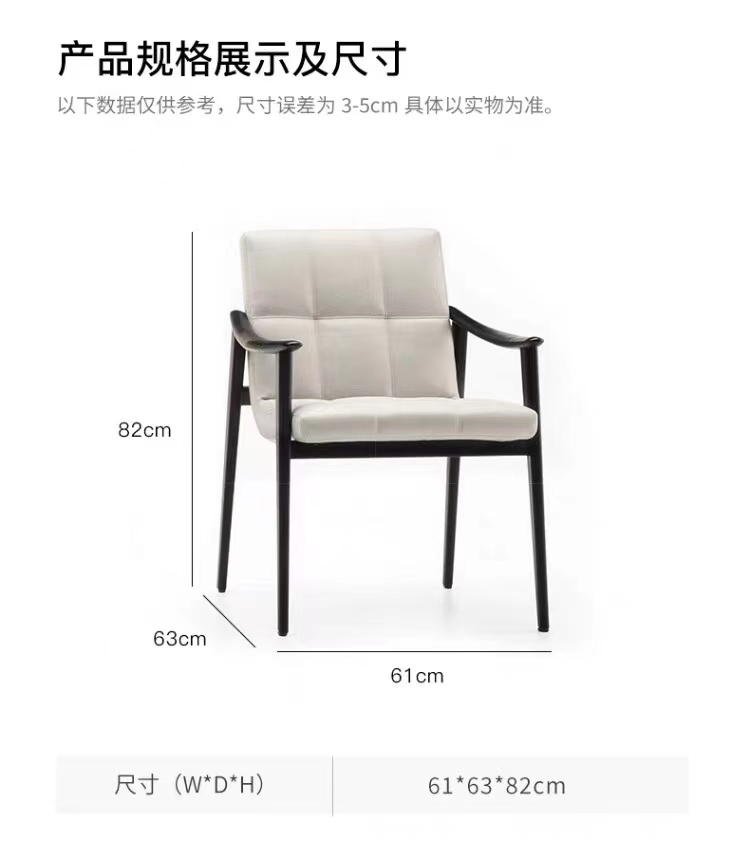 产品规格展示及尺寸
以下数据仅供参考，尺寸误差为 3-5cm 具体以实物为准。
82cm
63cm
61cm
尺寸（W*D*H） 61*63*82cm